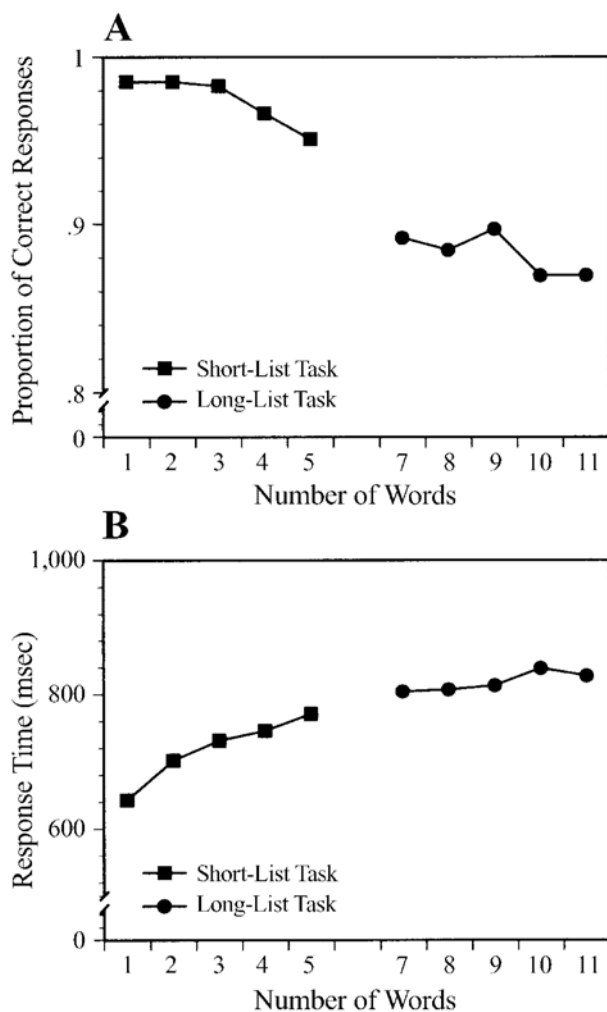 A
Proportion of Correct Responses
1
.9
.8
0
Short-List Task
Long-List Task
1 2 3 4 5 7 8 9 10 11
Number of Words
B
Response Time (msec)
1,000
800
600
0
Short-List Task
Long-List Task
1 2 3 4 5 7 8 9 10 11
Number of Words